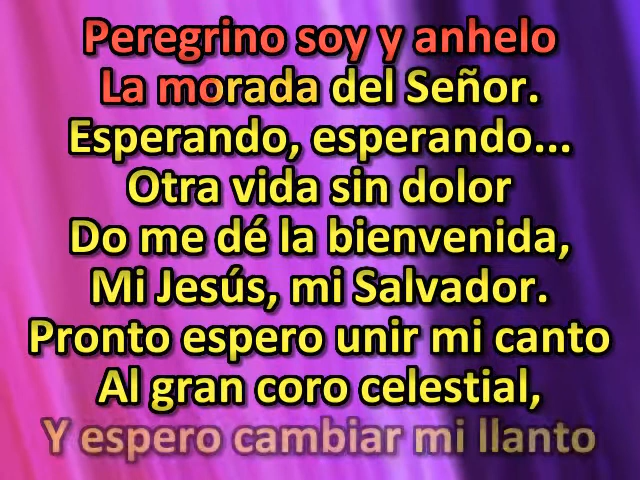 Peregrino soy y anhelo
La morada del Señor.
Esperando, esperando...
Otra vida sin dolor
Do me dé la bienvenida,
Mi Jesús, mi Salvador.
Pronto espero unir mi canto
Al gran coro celestial,
Y espero cambiar mi llanto